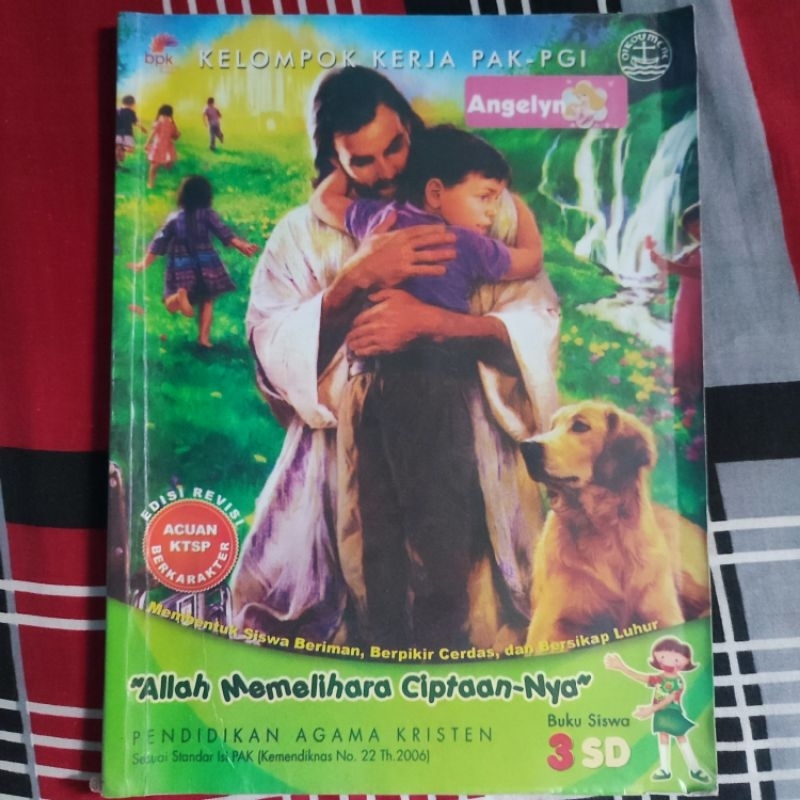 bpk
KELOMPOK KERJA PAK-PGI
OIKOUMENE
Angelyn
EDISI REVISI
ACUAN
KTSP
BERKARAKTER
Membentuk Siswa Beriman, Berpikir Cerdas, dan Bersikap Luhur
"Allah Memelihara Ciptaan-Nya"
PENDIDIKAN AGAMA KRISTEN
Sesuai Standar Isi PAK (Kemendiknas No. 22 Th.2006)
Buku Siswa
3 SD